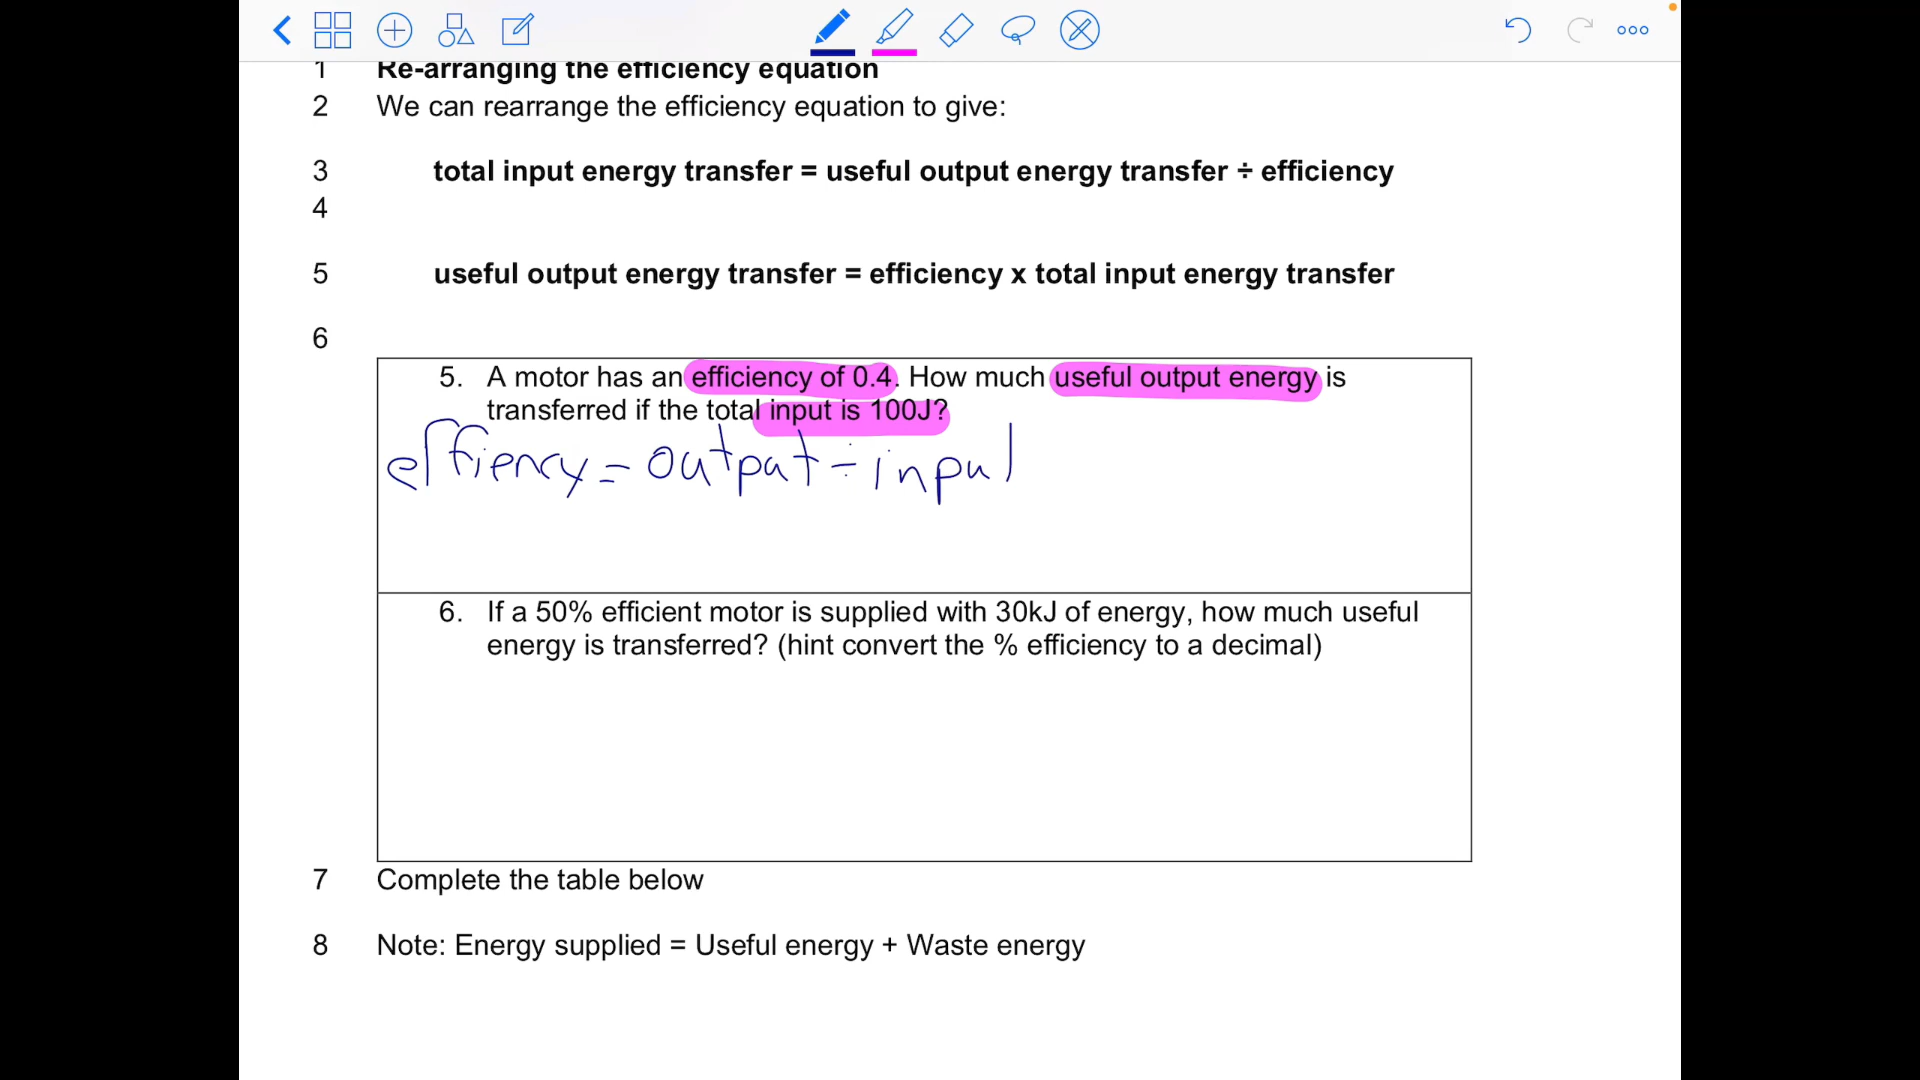 1 Re-arranging the efficiency equation
2 We can rearrange the efficiency equation to give:
3 total input energy transfer = useful output energy transfer ÷ efficiency
4
5 useful output energy transfer = efficiency x total input energy transfer
6
5. A motor has an efficiency of 0.4. How much useful output energy is
transferred if the total input is 100J?
effiency = output ÷ inpul
6. If a 50% efficient motor is supplied with 30kJ of energy, how much useful
energy is transferred? (hint convert the % efficiency to a decimal)
7 Complete the table below
8 Note: Energy supplied = Useful energy + Waste energy